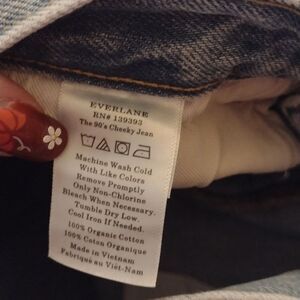 EVERLANE
RN# 139393
The 90's Cheeky Jean
Machine Wash Cold
With Like Colors
Remove Promptly
Only Non-Chlorine
Bleach When Necessary.
Tumble Dry Low.
Cool Iron If Needed.
100% Organic Cotton
100% Coton Organique
Made in Vietnam
Fabriqué au Viêt-Nam